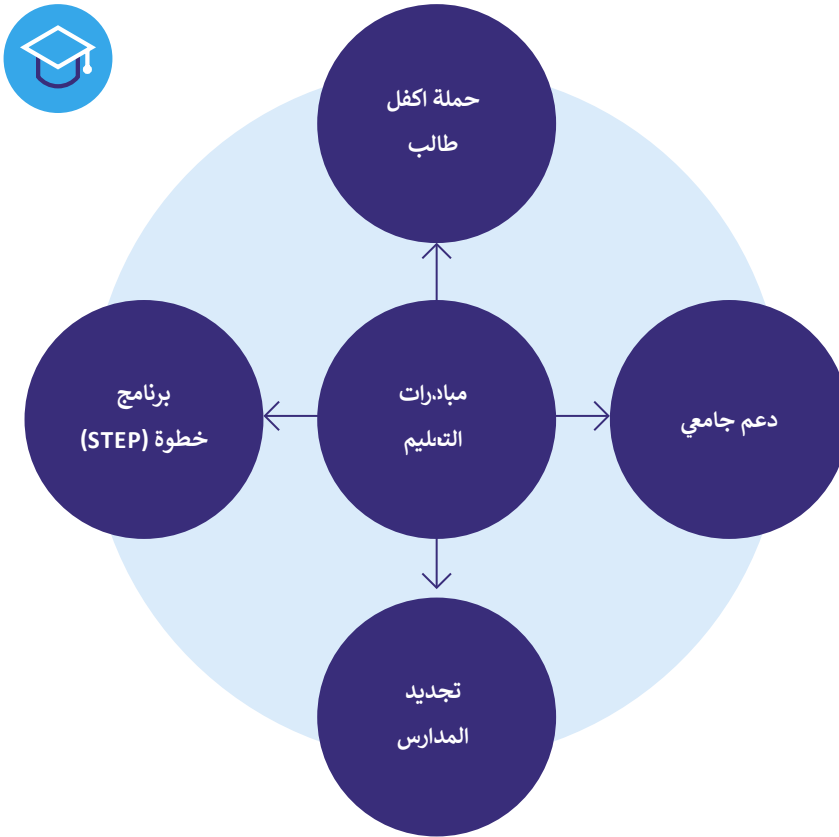 حملة اكفل
طالب
برنامج
خطوة (STEP)
مبادرات
التعليم
دعم جامعي
تجديد
المدارس